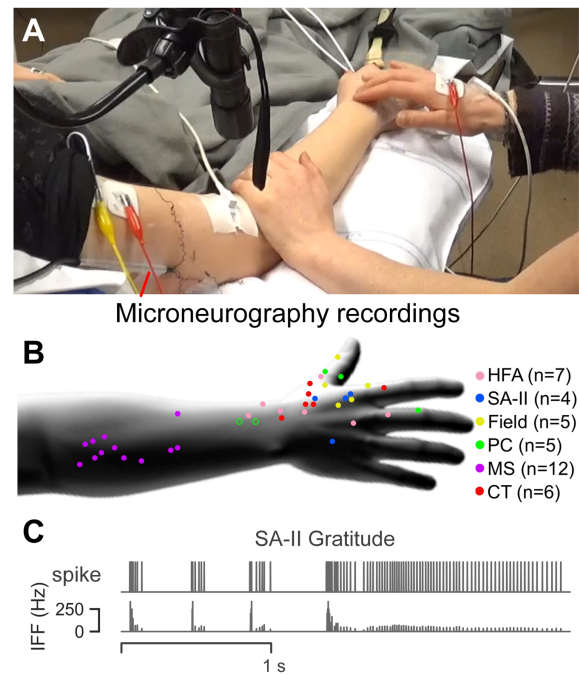 A
Microneurography recordings
B
HFA (n=7)
SA-II (n=4)
Field (n=5)
PC (n=5)
MS (n=12)
CT (n=6)
C
SA-II Gratitude
spike
IFF (Hz)
250
0
1 s